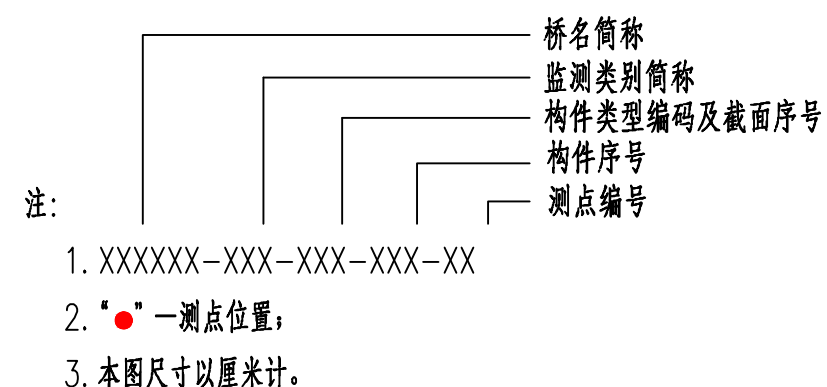 桥名简称
监测类别简称
构件类型编码及截面序号
构件序号
测点编号
注:
1. XXXXXX-XXX-XXX-XXX-XX
2. "●"—测点位置;
3. 本图尺寸以厘米计。